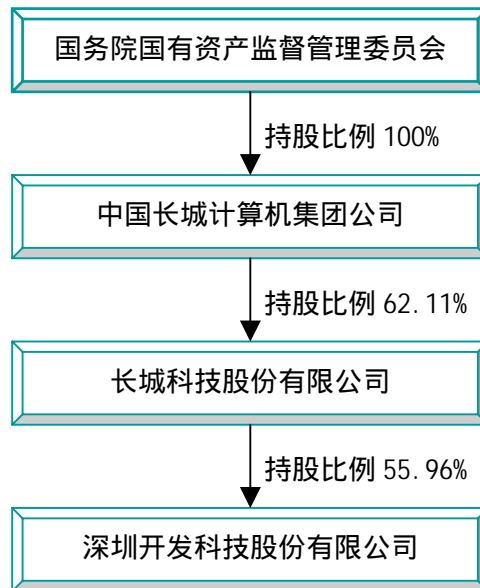 国务院国有资产监督管理委员会
持股比例 100%
中国长城计算机集团公司
持股比例 62.11%
长城科技股份有限公司
持股比例 55.96%
深圳开发科技股份有限公司